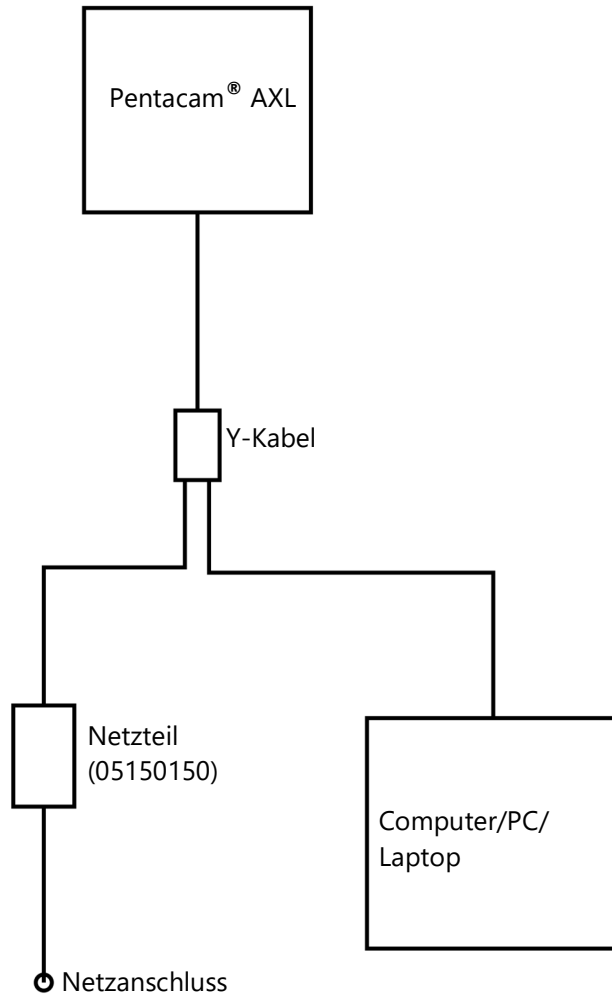 Pentacam® AXL
Y-Kabel
Netzteil
(05150150)
Computer/PC/
Laptop
Netzanschluss